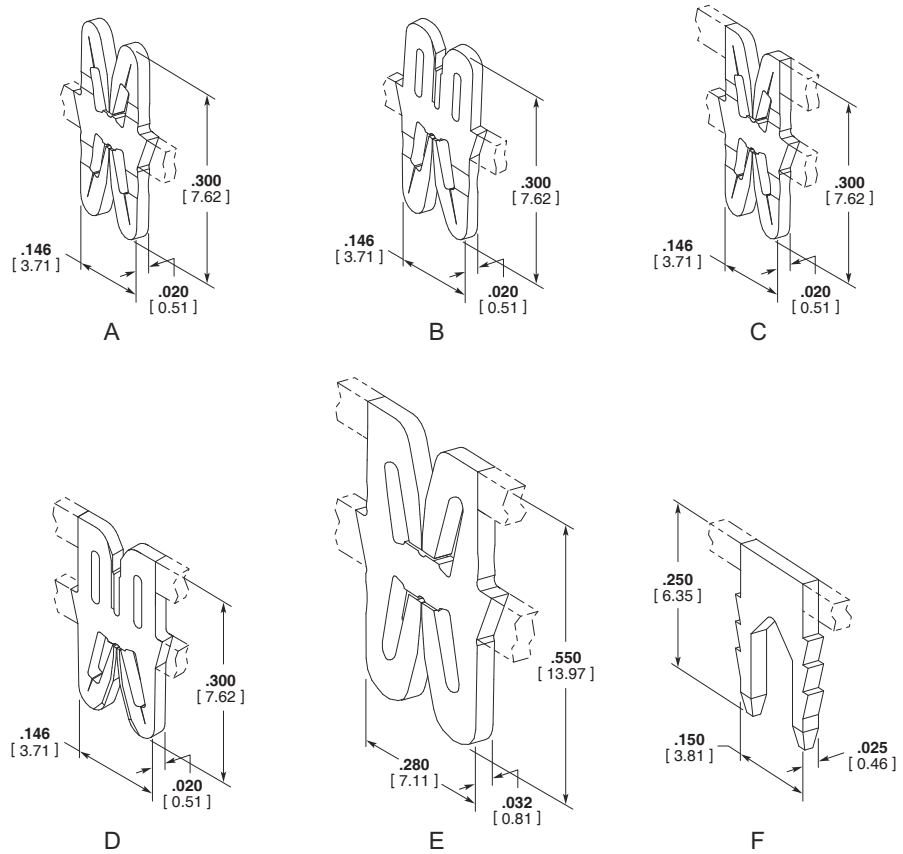 .300
[ 7.62 ]
.146
[ 3.71 ]
.020
[ 0.51 ]
A
.300
[ 7.62 ]
.146
[ 3.71 ]
.020
[ 0.51 ]
B
.300
[ 7.62 ]
.146
[ 3.71 ]
.020
[ 0.51 ]
C
.300
[ 7.62 ]
.146
[ 3.71 ]
.020
[ 0.51 ]
D
.550
[ 13.97 ]
.280
[ 7.11 ]
.032
[ 0.81 ]
E
.250
[ 6.35 ]
.150
[ 3.81 ]
.025
[ 0.46 ]
F